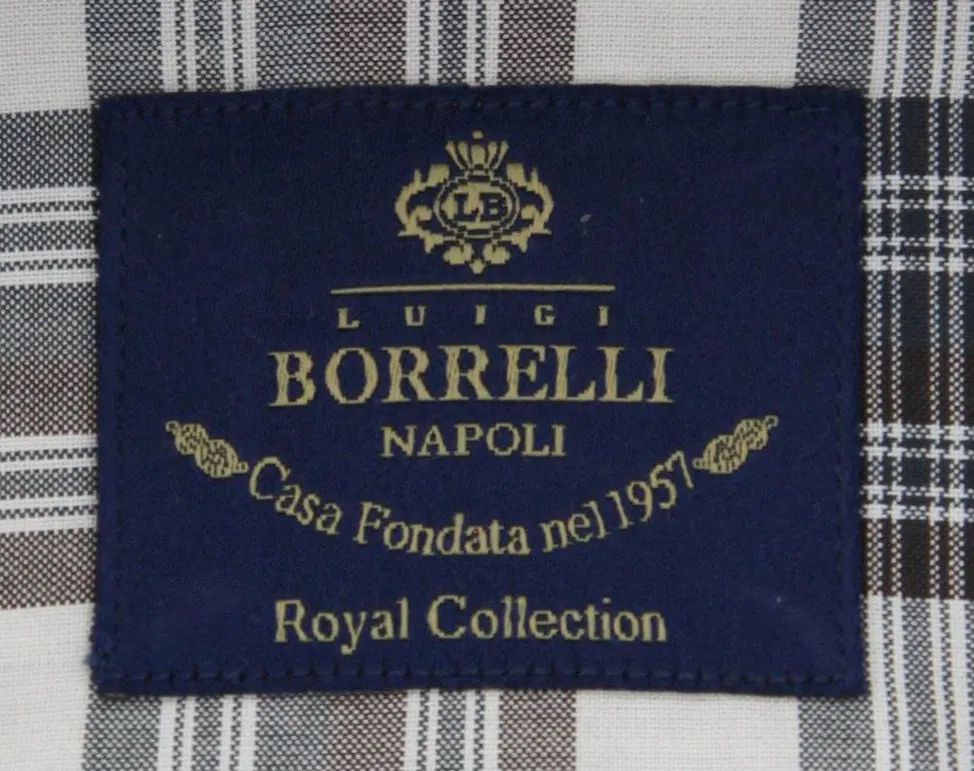 LB
LUIGI
BORRELLI
NAPOLI
Casa Fondata nel 1957
Royal Collection